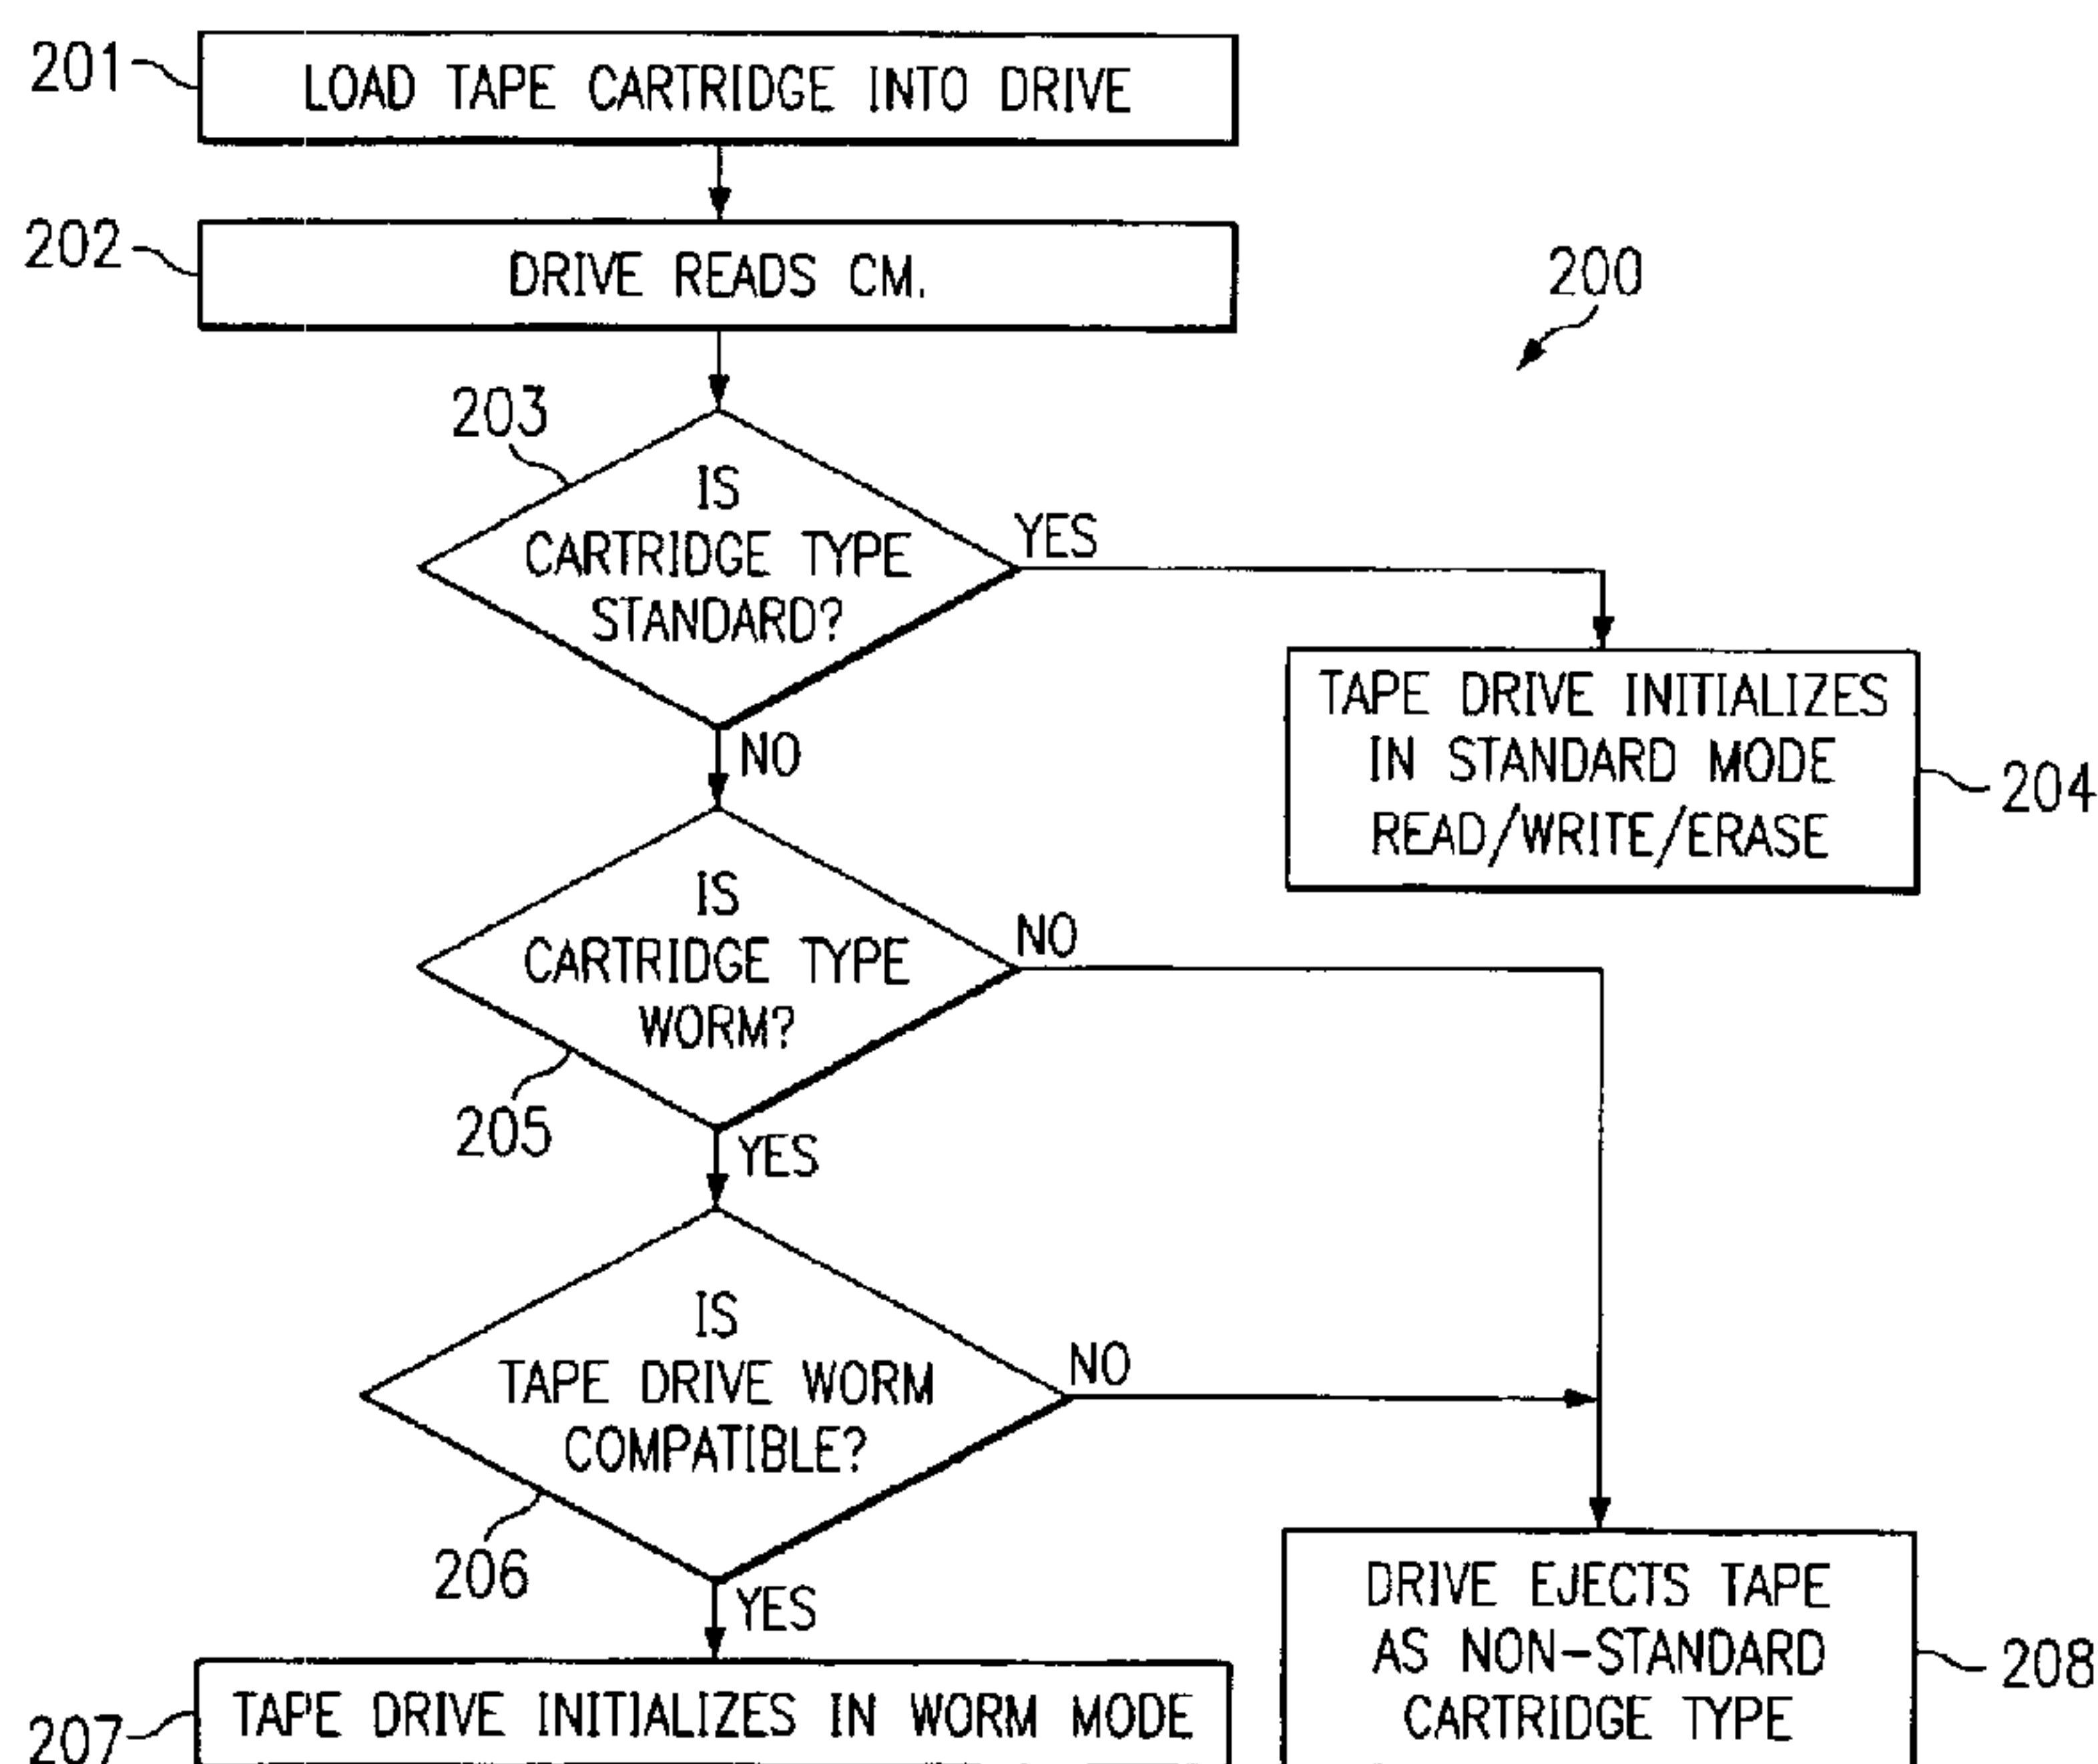 201
LOAD TAPE CARTRIDGE INTO DRIVE
202
DRIVE READS CM.
200
203
IS
CARTRIDGE TYPE
STANDARD?
YES
NO
TAPE DRIVE INITIALIZES
IN STANDARD MODE
READ/WRITE/ERASE
204
IS
CARTRIDGE TYPE
WORM?
NO
205
YES
IS
TAPE DRIVE WORM
COMPATIBLE?
NO
206
YES
207
TAPE DRIVE INITIALIZES IN WORM MODE
DRIVE EJECTS TAPE
AS NON-STANDARD
CARTRIDGE TYPE
208